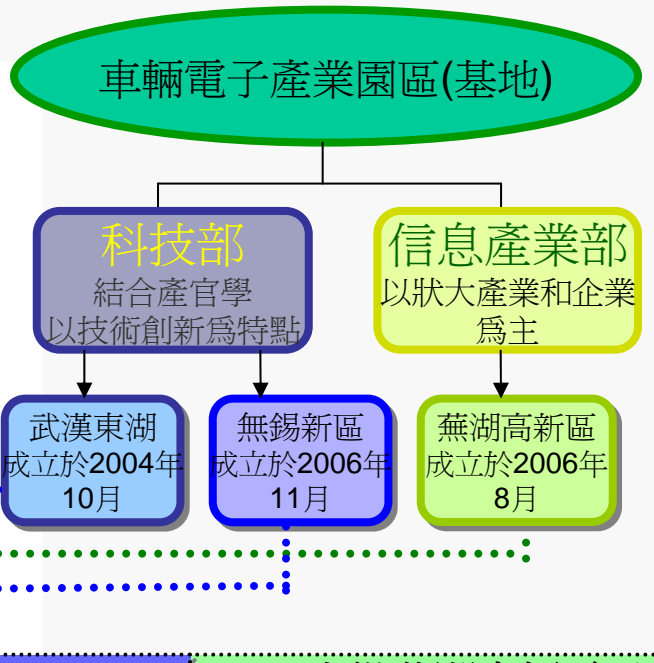 車輛電子產業園區(基地)
科技部
結合產官學
以技術創新爲特點
信息產業部
以狀大產業和企業
爲主
武漢東湖
成立於2004年
10月
無錫新區
成立於2006年
11月
蕪湖高新區
成立於2006年
8月